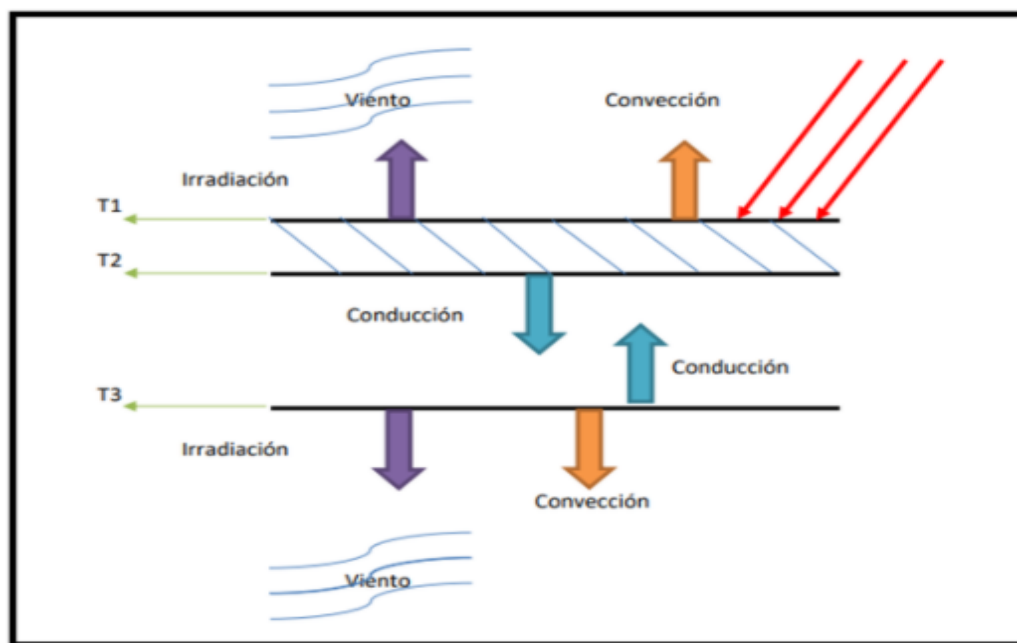 Viento
Convección
Irradiación
T1
T2
Conducción
Conducción
T3
Irradiación
Convección
Viento